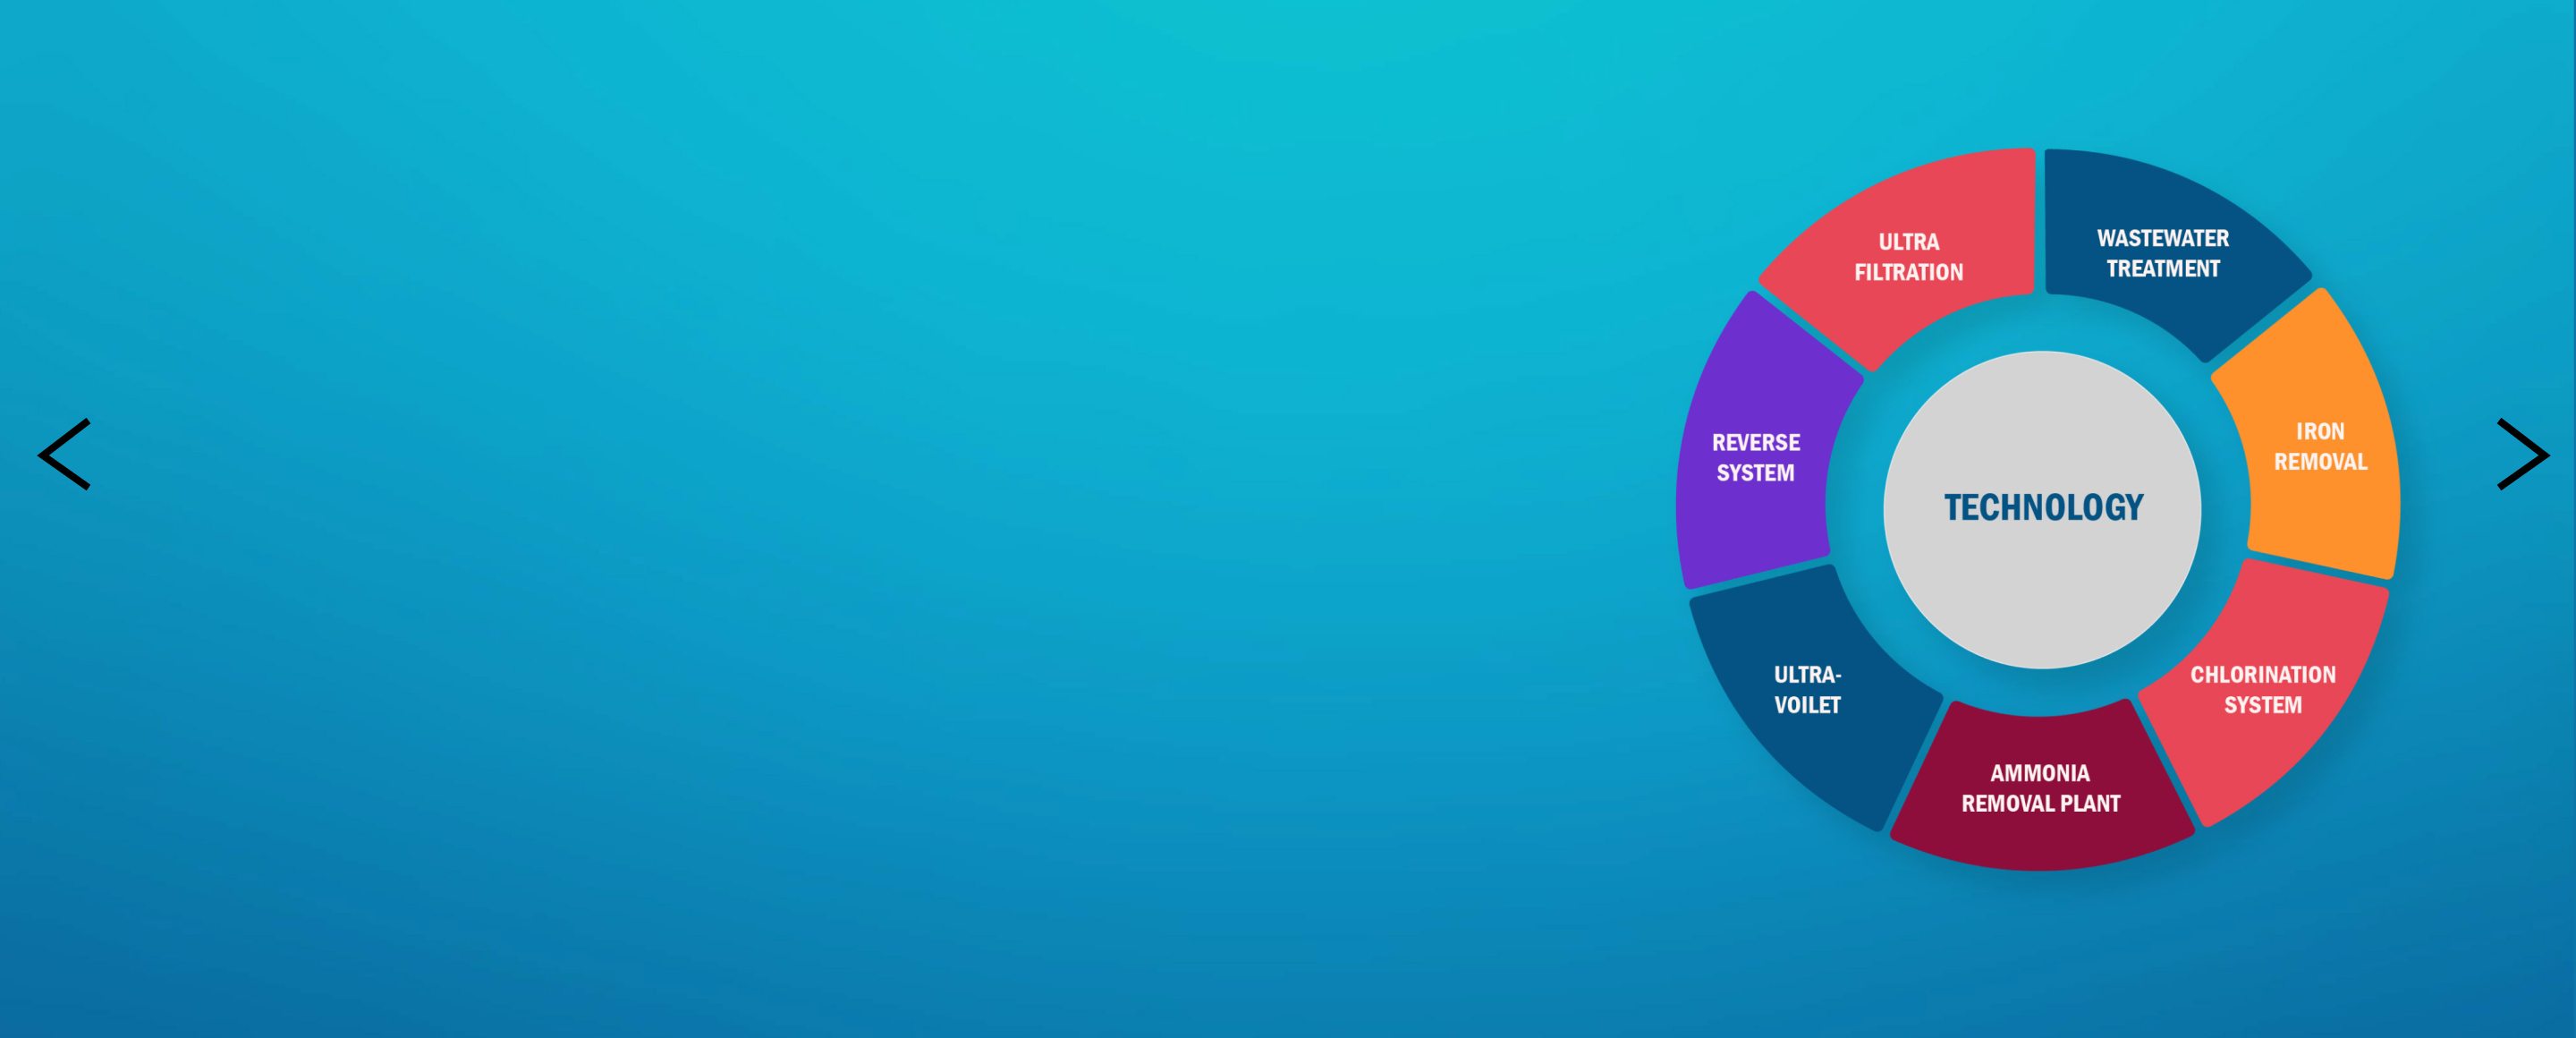 ULTRA
FILTRATION
WASTEWATER
TREATMENT
IRON
REMOVAL
REVERSE
SYSTEM
TECHNOLOGY
CHLORINATION
SYSTEM
ULTRA-
VOILET
AMMONIA
REMOVAL PLANT